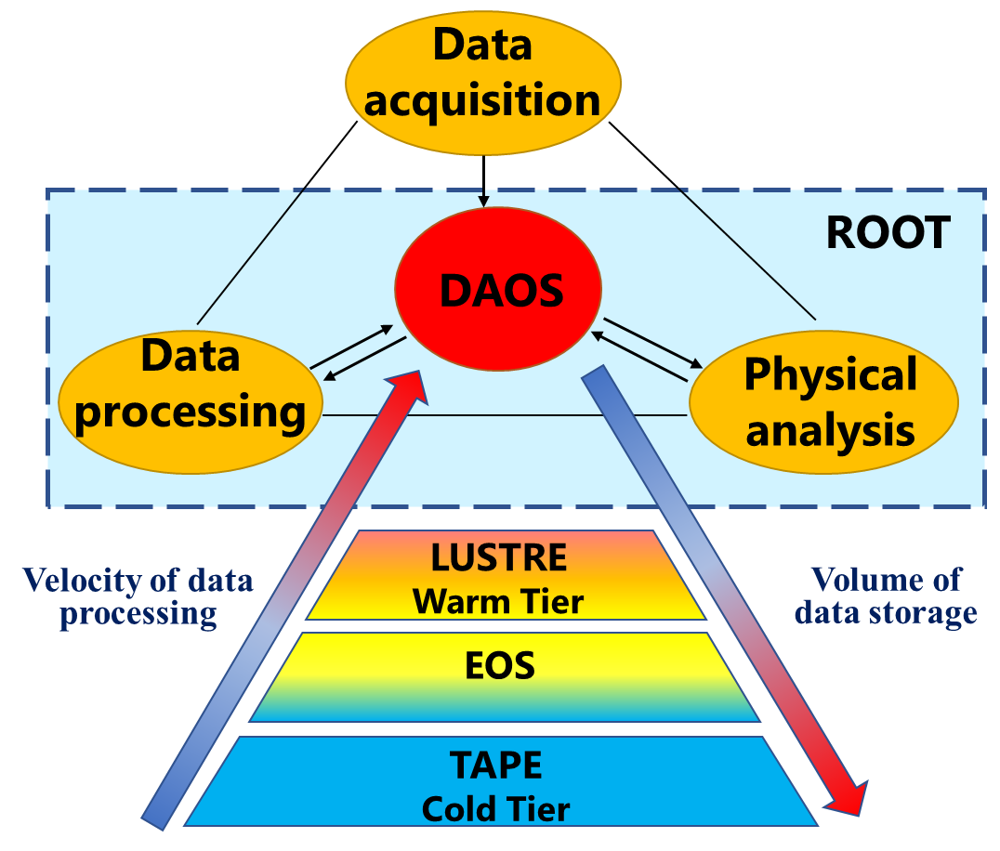 Data
acquisition
ROOT
DAOS
Data
processing
Physical
analysis
Velocity of data
processing
LUSTRE
Warm Tier
Volume of
data storage
EOS
TAPE
Cold Tier